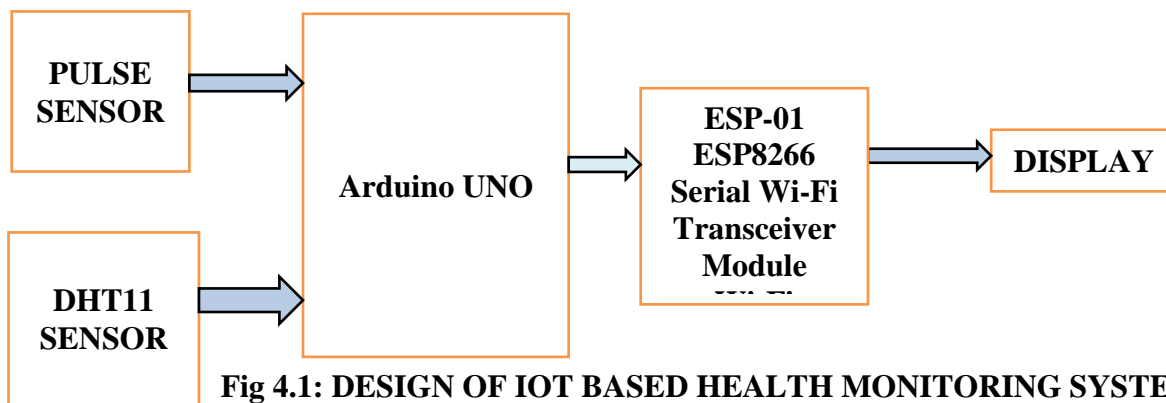 PULSE
SENSOR
Arduino UNO
ESP-01
ESP8266
Serial Wi-Fi
Transceiver
Module
DISPLAY
DHT11
SENSOR
Fig 4.1: DESIGN OF IOT BASED HEALTH MONITORING SYSTE